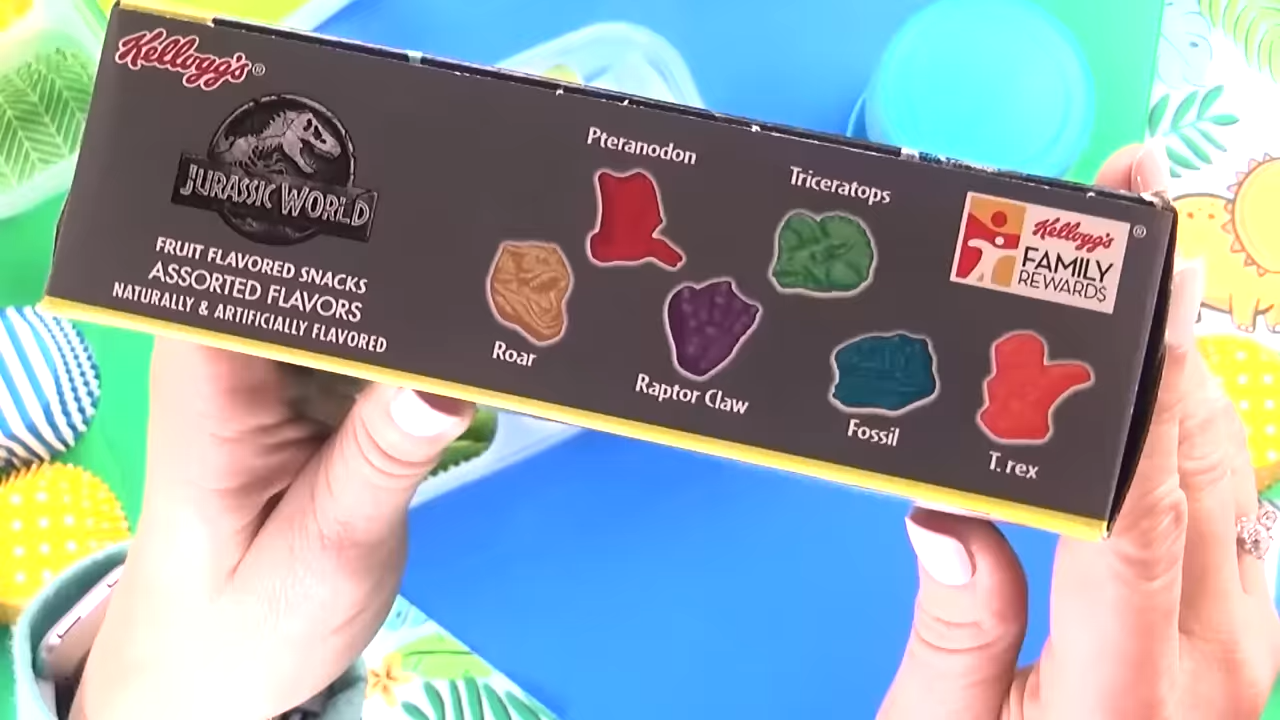 Kellogg's®
JURASSIC WORLD
FRUIT FLAVORED SNACKS
ASSORTED FLAVORS
NATURALLY & ARTIFICIALLY FLAVORED
Pteranodon
Triceratops
Roar
Raptor Claw
Fossil
T. rex
Kellogg's®
FAMILY
REWARDS